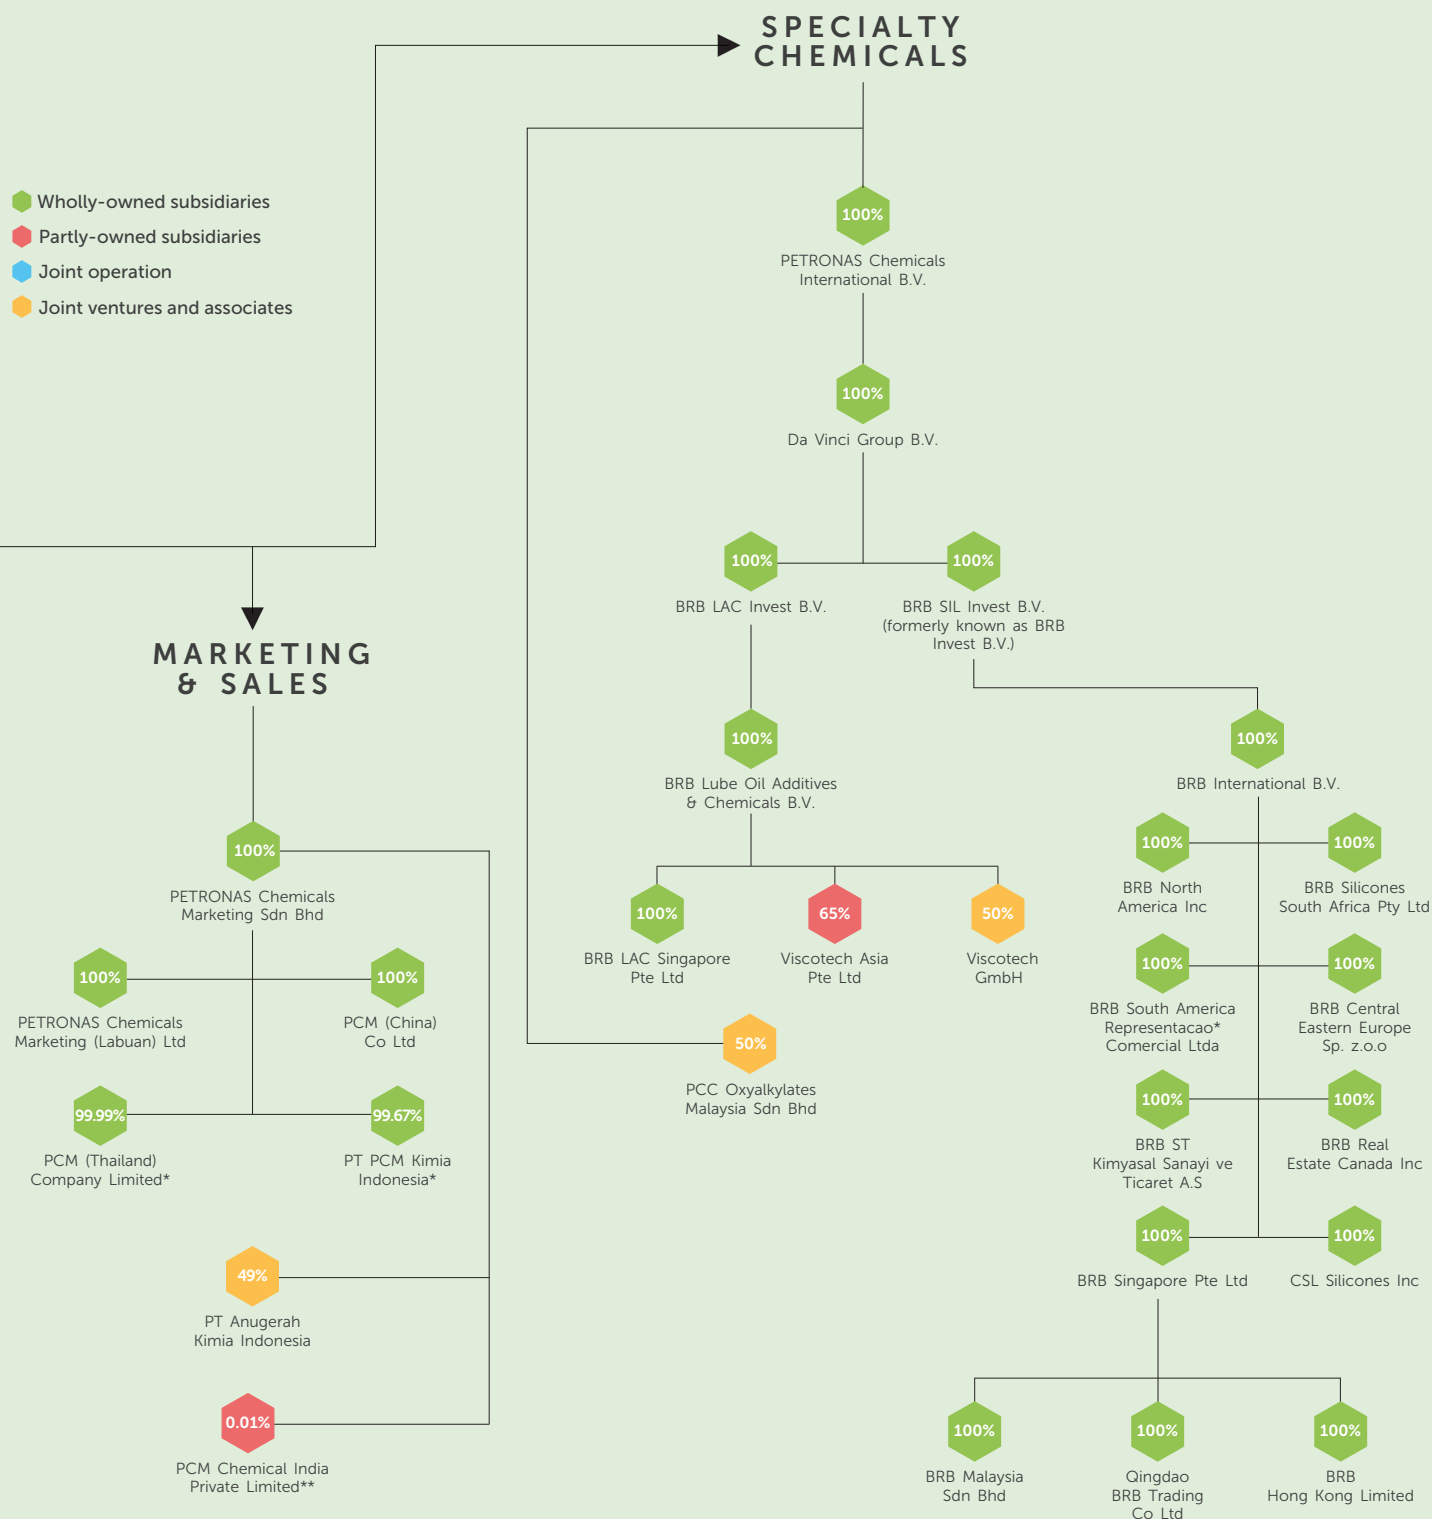 SPECIALTY
CHEMICALS
Wholly-owned subsidiaries
Partly-owned subsidiaries
Joint operation
Joint ventures and associates
100%
PETRONAS Chemicals
International B.V.
100%
Da Vinci Group B.V.
100%
BRB LAC Invest B.V.
100%
BRB SIL Invest B.V.
(formerly known as BRB
Invest B.V.)
MARKETING
& SALES
100%
BRB Lube Oil Additives
& Chemicals B.V.
100%
BRB International B.V.
100%
PETRONAS Chemicals
Marketing Sdn Bhd
100%
BRB North
America Inc
100%
BRB Silicones
South Africa Pty Ltd
100%
BRB LAC Singapore
Pte Ltd
65%
Viscotech Asia
Pte Ltd
50%
Viscotech
GmbH
100%
PETRONAS Chemicals
Marketing (Labuan) Ltd
100%
PCM (China)
Co Ltd
100%
BRB South America
Representacao*
Comercial Ltda
100%
BRB Central
Eastern Europe
Sp. z.o.o
50%
PCC Oxyalkylates
Malaysia Sdn Bhd
99.99%
PCM (Thailand)
Company Limited*
99.67%
PT PCM Kimia
Indonesia*
100%
BRB ST
Kimyasal Sanayi ve
Ticaret A.S
100%
BRB Real
Estate Canada Inc
49%
PT Anugerah
Kimia Indonesia
100%
BRB Singapore Pte Ltd
100%
CSL Silicones Inc
0.01%
PCM Chemical India
Private Limited**
100%
BRB Malaysia
Sdn Bhd
100%
Qingdao
BRB Trading
Co Ltd
100%
BRB
Hong Kong Limited